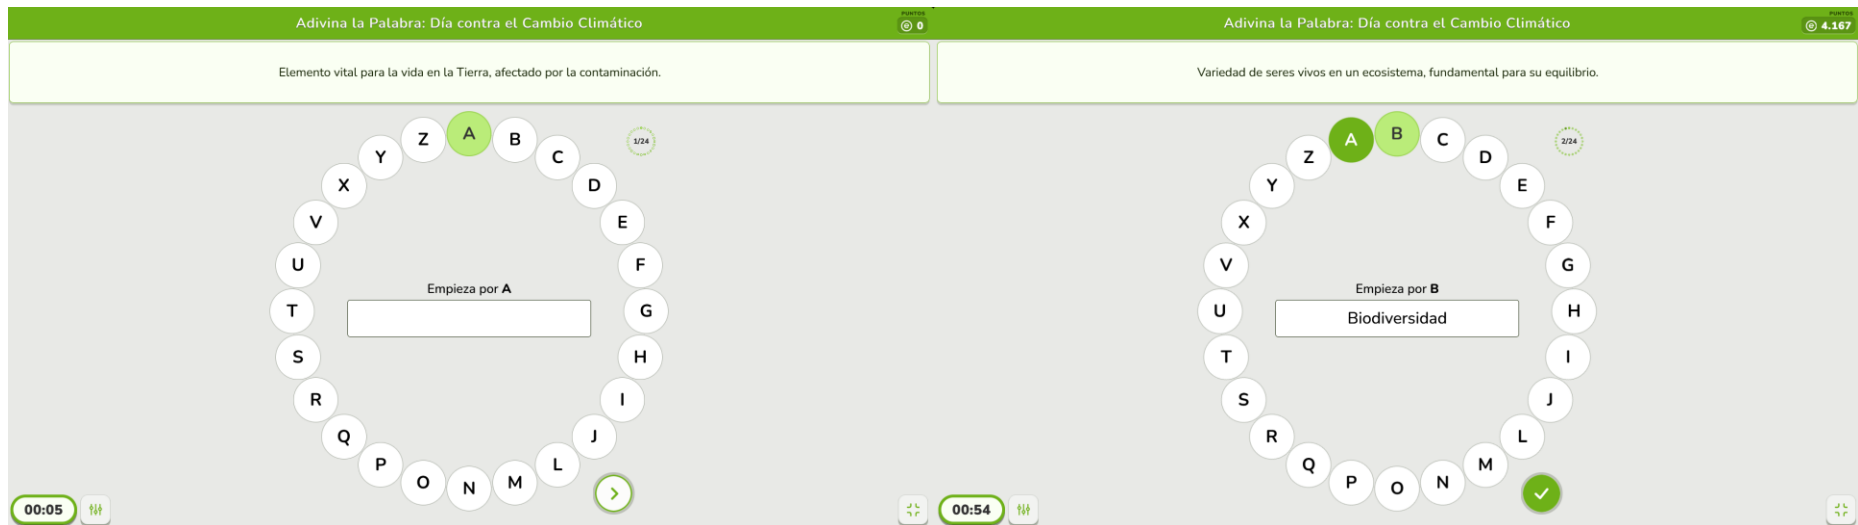 Adivina la Palabra: Día contra el Cambio Climático
PUNTOS
0
Elemento vital para la vida en la Tierra, afectado por la contaminación.
A
B
C
D
E
F
G
H
I
J
L
M
N
O
P
Q
R
S
T
U
V
X
Y
Z
1/24
Empieza por A
00:05
Adivina la Palabra: Día contra el Cambio Climático
PUNTOS
4.167
Variedad de seres vivos en un ecosistema, fundamental para su equilibrio.
A
B
C
D
E
F
G
H
I
J
L
M
N
O
P
Q
R
S
T
U
V
X
Y
Z
2/24
Empieza por B
Biodiversidad
00:54